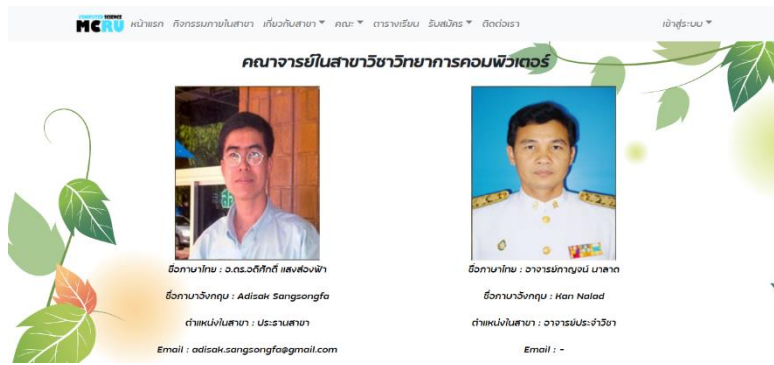 COMPUTER SCIENCE
MCRU หน้าแรก กิจกรรมภายในสาขา เกี่ยวกับสาขา คณะ ตารางเรียน รับสมัคร ติดต่อเรา เข้าสู่ระบบ
คณาจารย์ในสาขาวิชาวิทยาการคอมพิวเตอร์
ชื่อภาษาไทย : อ.ดร.อดิศักดิ์ แสงส่องฟ้า
ชื่อภาษาไทย : อาจารย์กาญจน์ นาลาด
ชื่อภาษาอังกฤษ : Adisak Sangsongfa
ชื่อภาษาอังกฤษ : Kan Nalad
ตำแหน่งในสาขา : ประธานสาขา
ตำแหน่งในสาขา : อาจารย์ประจำวิชา
Email : adisak.sangsongfa@gmail.com
Email : -